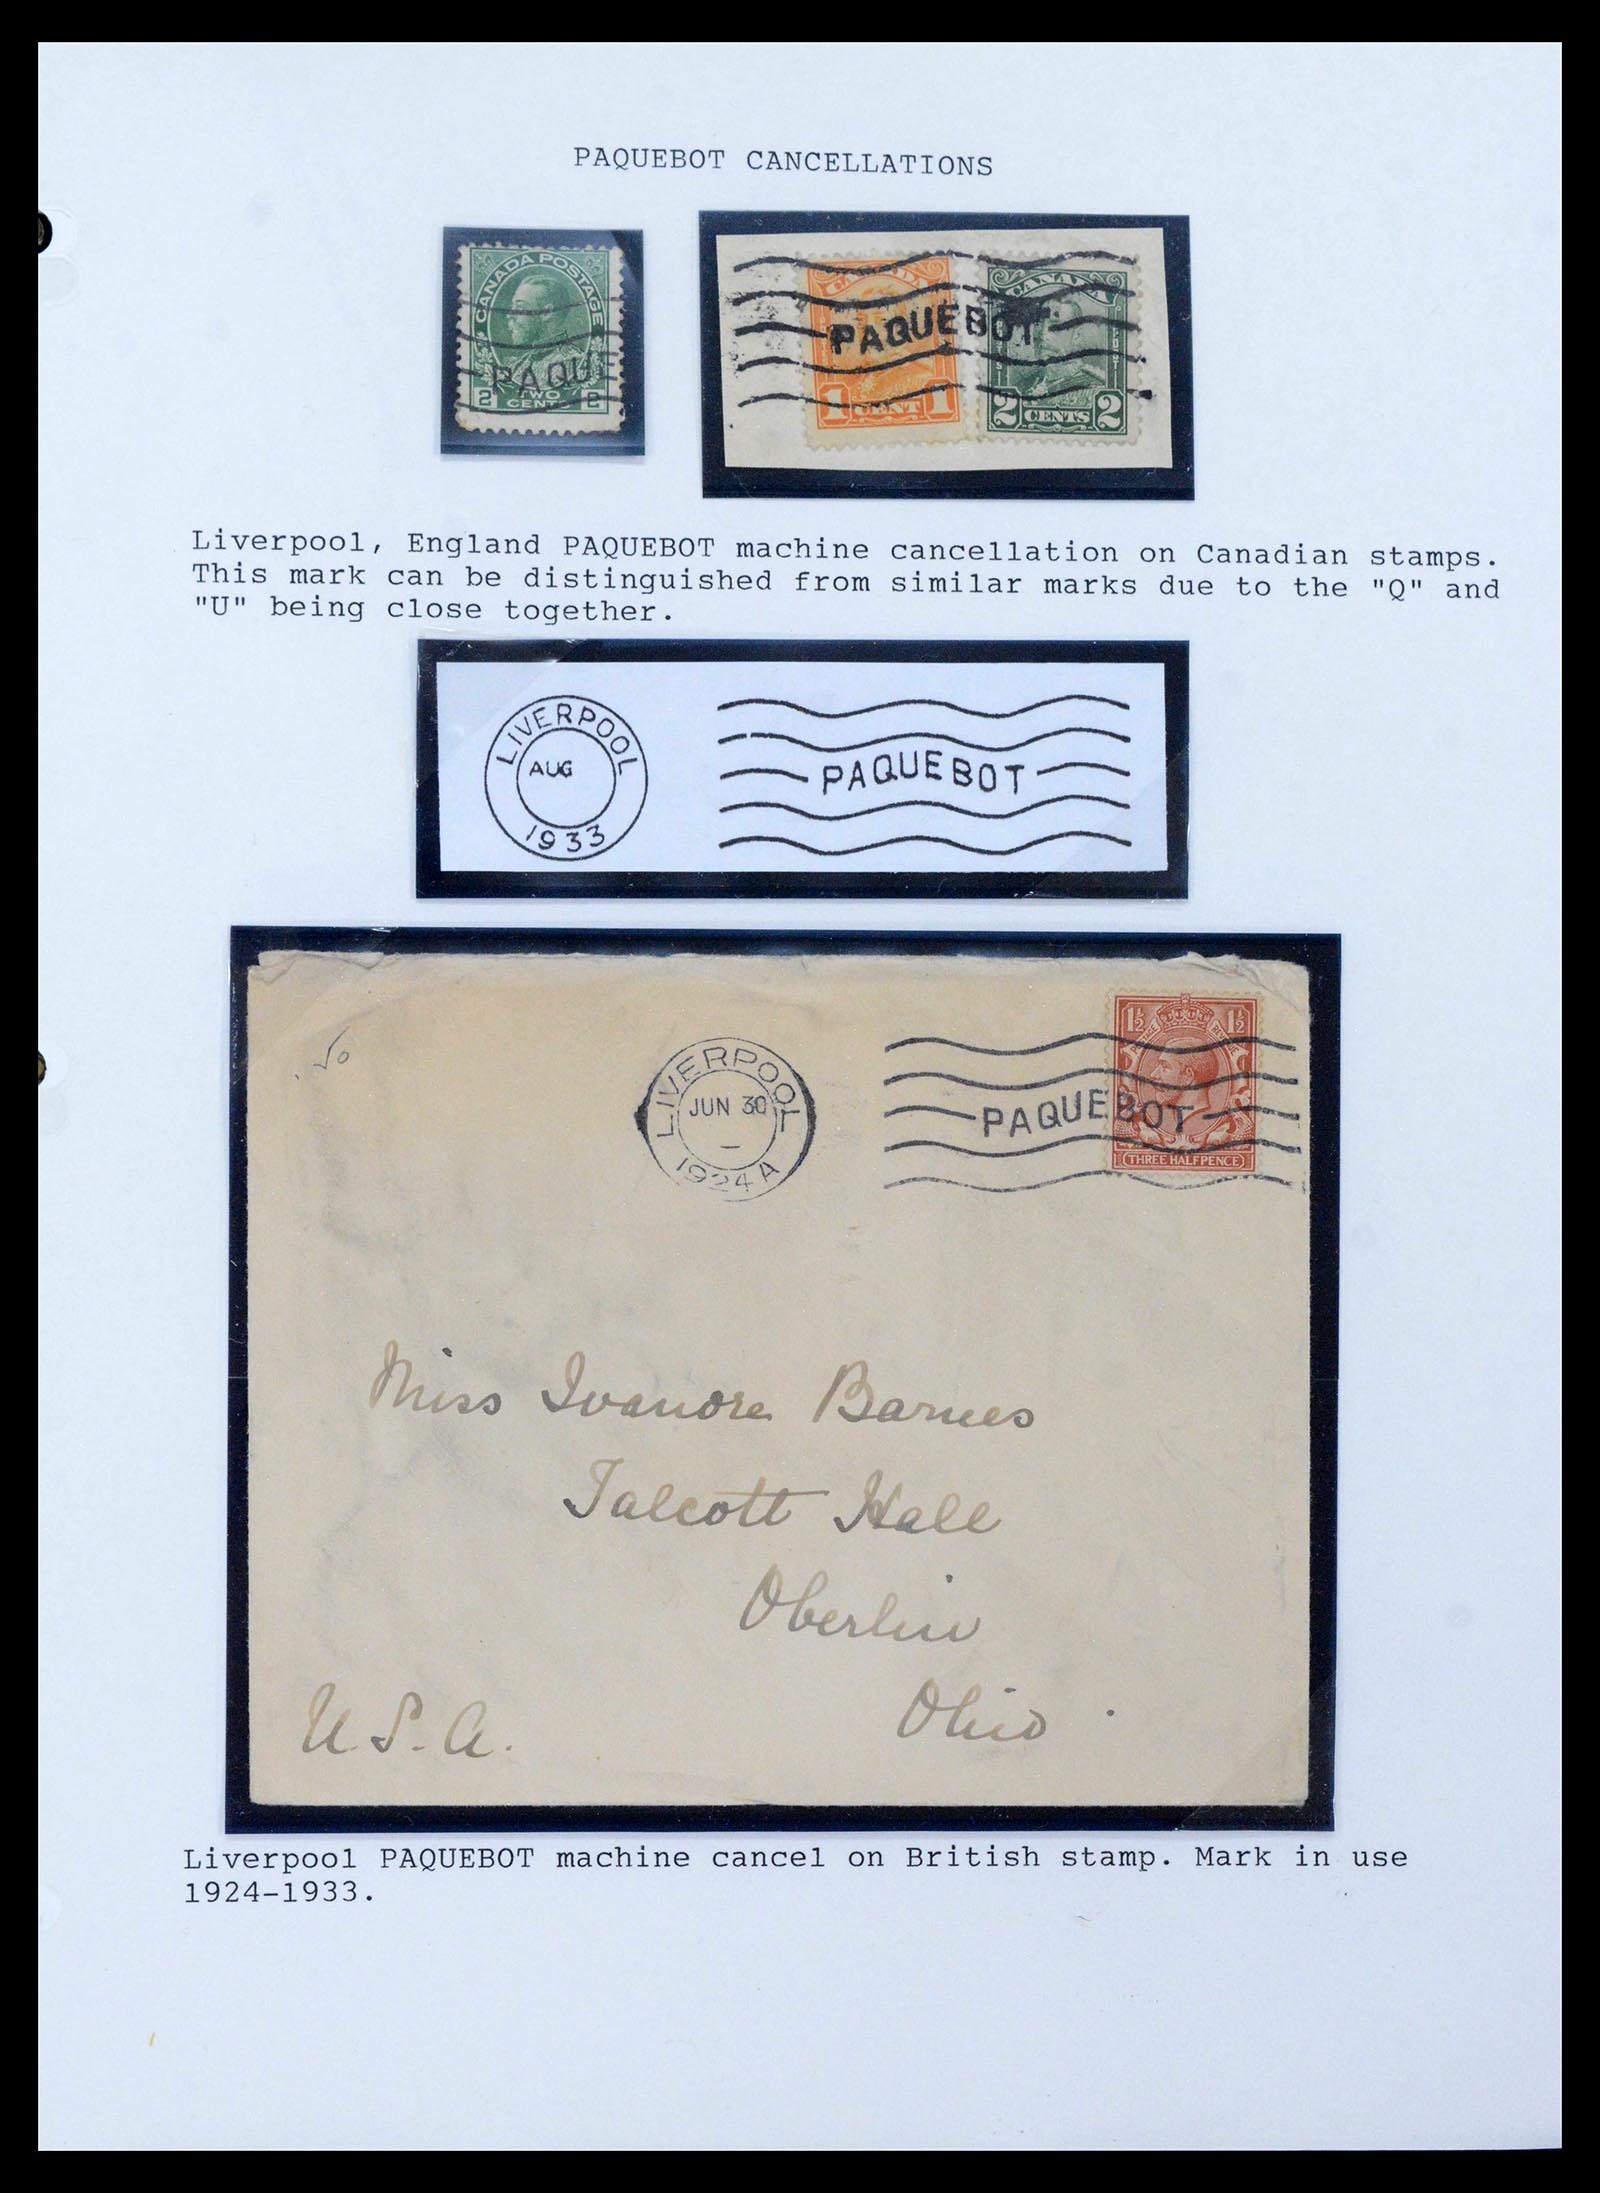 PAQUEBOT CANCELLATIONS
CANADA POSTAGE
PAQUE
2 TWO CENTS 2
CANADA CANADA
PAQUEBOT
1 CENT 1 2 CENTS 2
Liverpool, England PAQUEBOT machine cancellation on Canadian stamps.
This mark can be distinguished from similar marks due to the "Q" and
"U" being close together.
LIVERPOOL
AUG
1933
PAQUEBOT
1½ 1½
POSTAGE REVENUE
LIVERPOOL
JUN 30
1924 A
PAQUEBOT
THREE HALFPENCE
Miss Ivanore Barnes
Talcott Hall
Oberlin
Ohio.
U.S.A.
Liverpool PAQUEBOT machine cancel on British stamp. Mark in use
1924-1933.